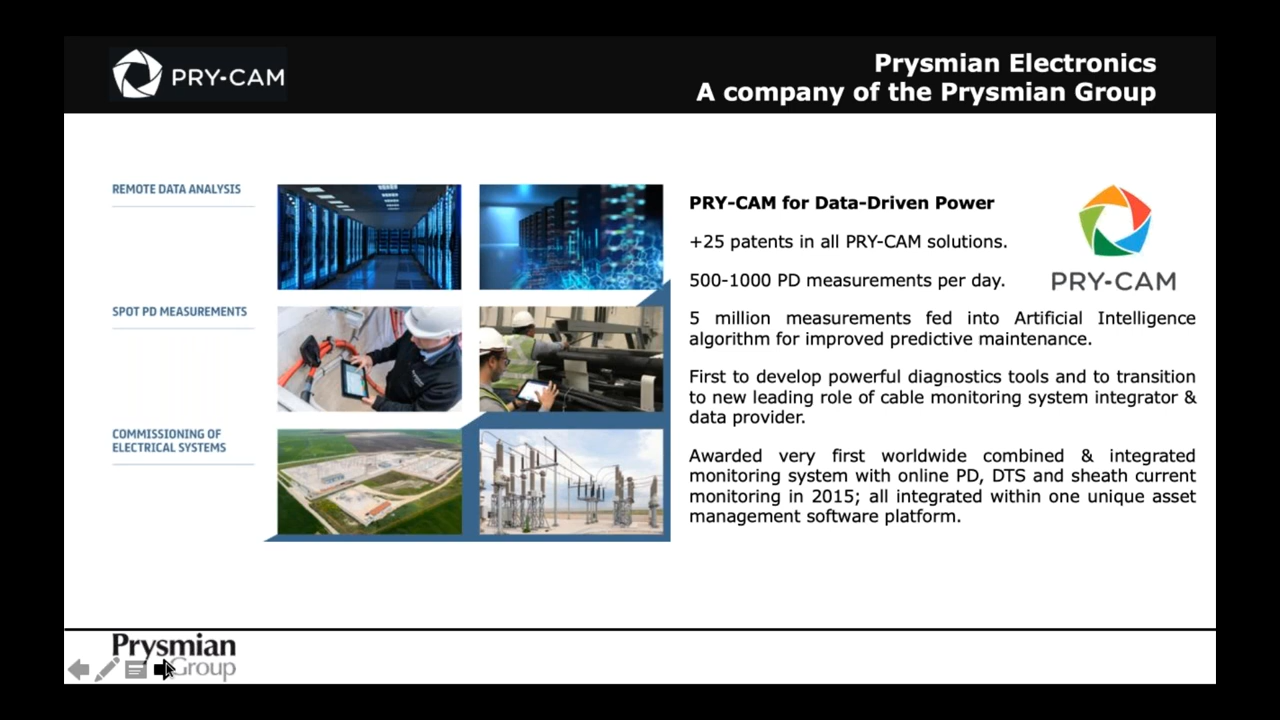 PRY-CAM
Prysmian Electronics
A company of the Prysmian Group
REMOTE DATA ANALYSIS
SPOT PD MEASUREMENTS
COMMISSIONING OF
ELECTRICAL SYSTEMS
PRY-CAM for Data-Driven Power
+25 patents in all PRY-CAM solutions.
500-1000 PD measurements per day.
PRY-CAM
5 million measurements fed into Artificial Intelligence
algorithm for improved predictive maintenance.
First to develop powerful diagnostics tools and to transition
to new leading role of cable monitoring system integrator &
data provider.
Awarded very first worldwide combined & integrated
monitoring system with online PD, DTS and sheath current
monitoring in 2015; all integrated within one unique asset
management software platform.
Prysmian
Group